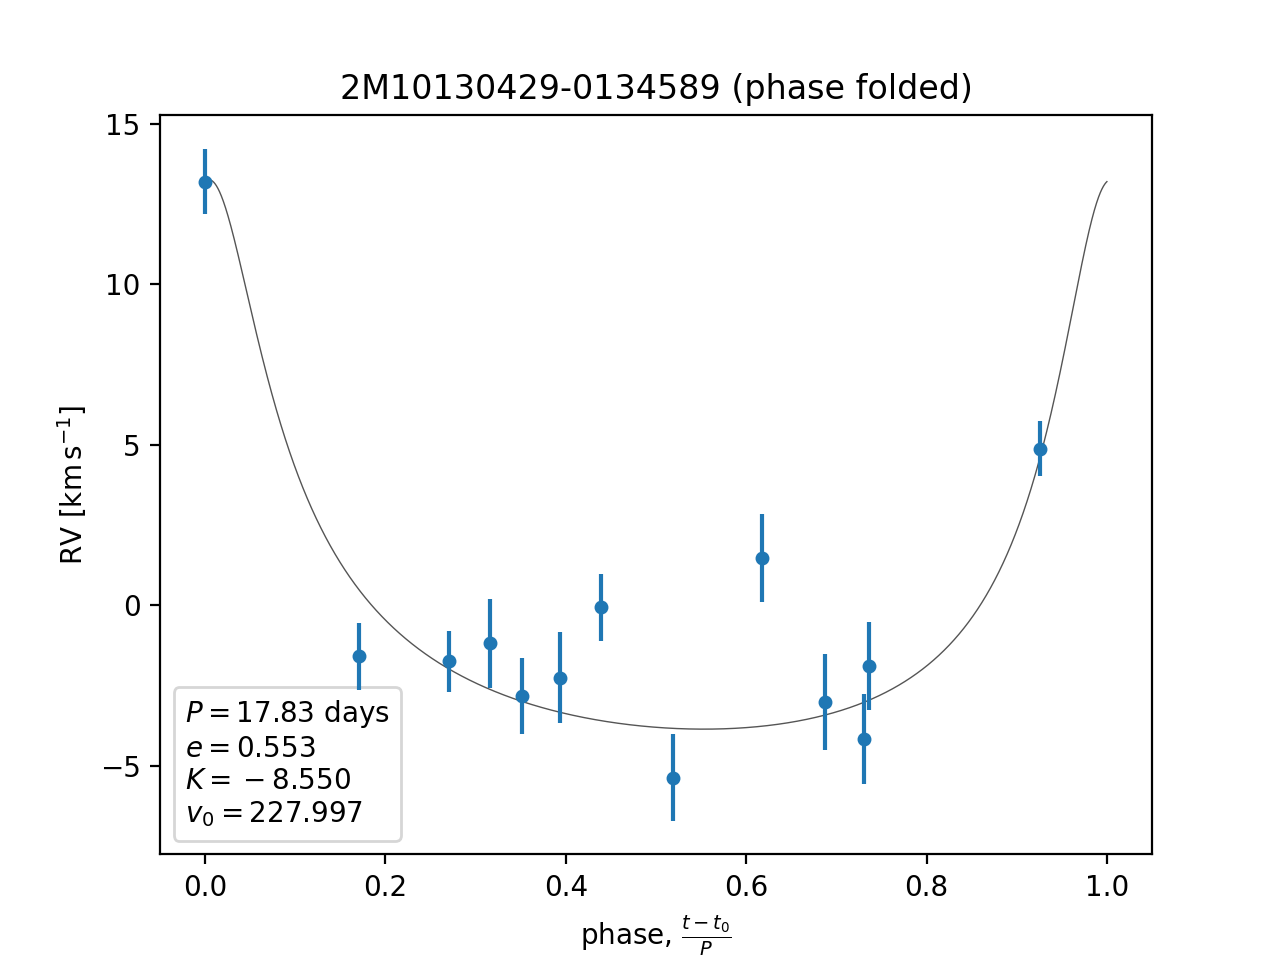 2M10130429-0134589 (phase folded)
15
10
5
0
−5
RV [km s⁻¹]
P = 17.83 days
e = 0.553
K = − 8.550
v₀ = 227.997
0.0 0.2 0.4 0.6 0.8 1.0
phase, (t − t₀)/P